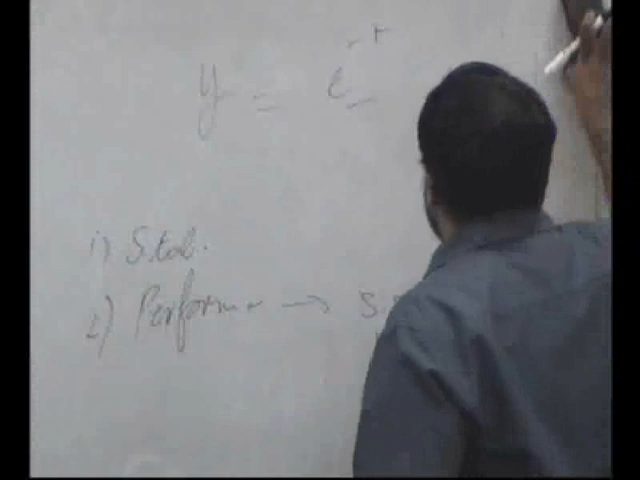 y = e^-t
1) Stab.
2) Perform → S.